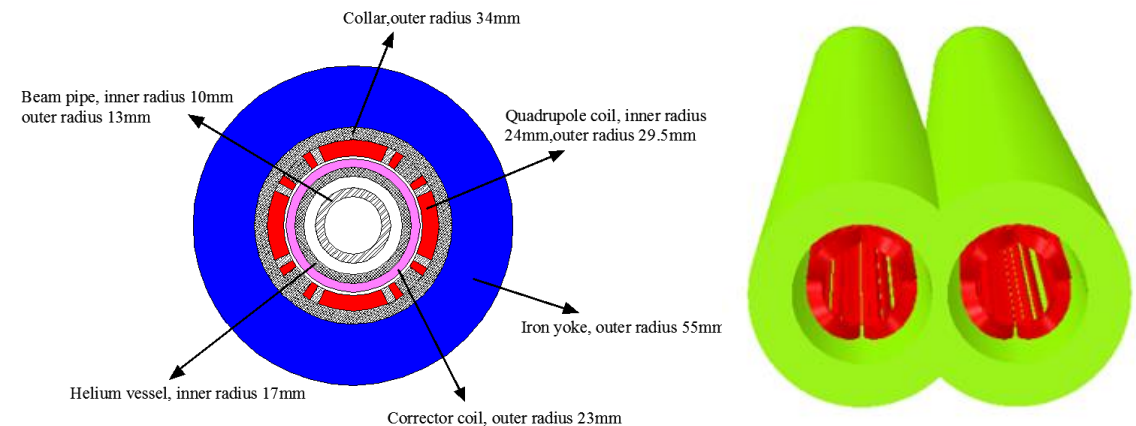 Collar,outer radius 34mm
Beam pipe, inner radius 10mm
outer radius 13mm
Quadrupole coil, inner radius
24mm,outer radius 29.5mm
Iron yoke, outer radius 55mm
Helium vessel, inner radius 17mm
Corrector coil, outer radius 23mm